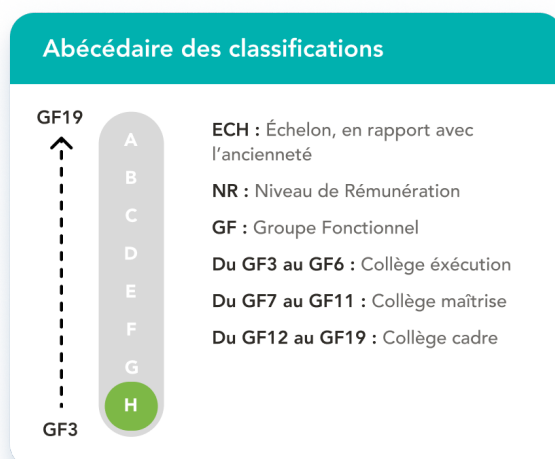 Abécédaire des classifications
GF19
A
B
C
D
E
F
G
H
GF3
ECH : Échelon, en rapport avec
l'ancienneté
NR : Niveau de Rémunération
GF : Groupe Fonctionnel
Du GF3 au GF6 : Collège éxécution
Du GF7 au GF11 : Collège maîtrise
Du GF12 au GF19 : Collège cadre